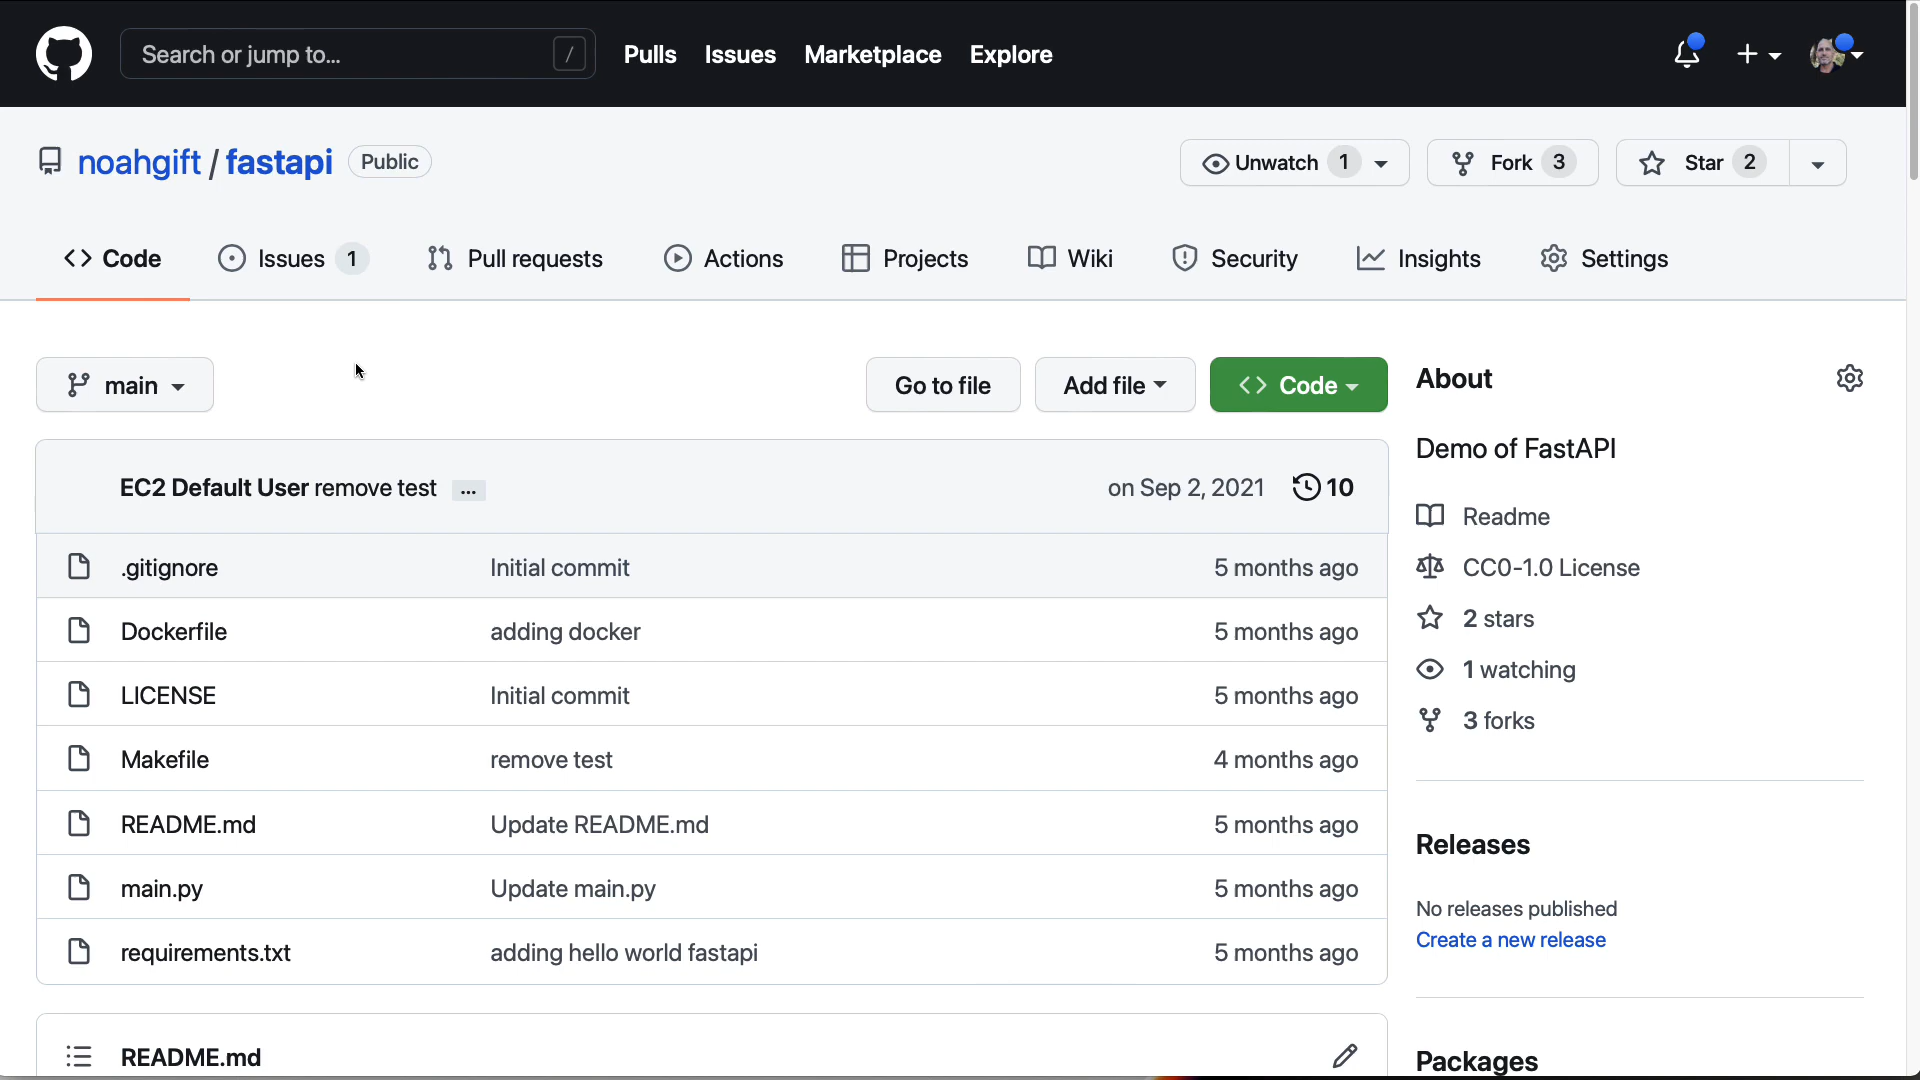 Search or jump to... / Pulls Issues Marketplace Explore
noahgift / fastapi Public Unwatch 1 Fork 3 Star 2
Code Issues 1 Pull requests Actions Projects Wiki Security Insights Settings
main Go to file Add file Code
EC2 Default User remove test ... on Sep 2, 2021 10
.gitignore Initial commit 5 months ago
Dockerfile adding docker 5 months ago
LICENSE Initial commit 5 months ago
Makefile remove test 4 months ago
README.md Update README.md 5 months ago
main.py Update main.py 5 months ago
requirements.txt adding hello world fastapi 5 months ago
README.md
About
Demo of FastAPI
Readme
CC0-1.0 License
2 stars
1 watching
3 forks
Releases
No releases published
Create a new release
Packages